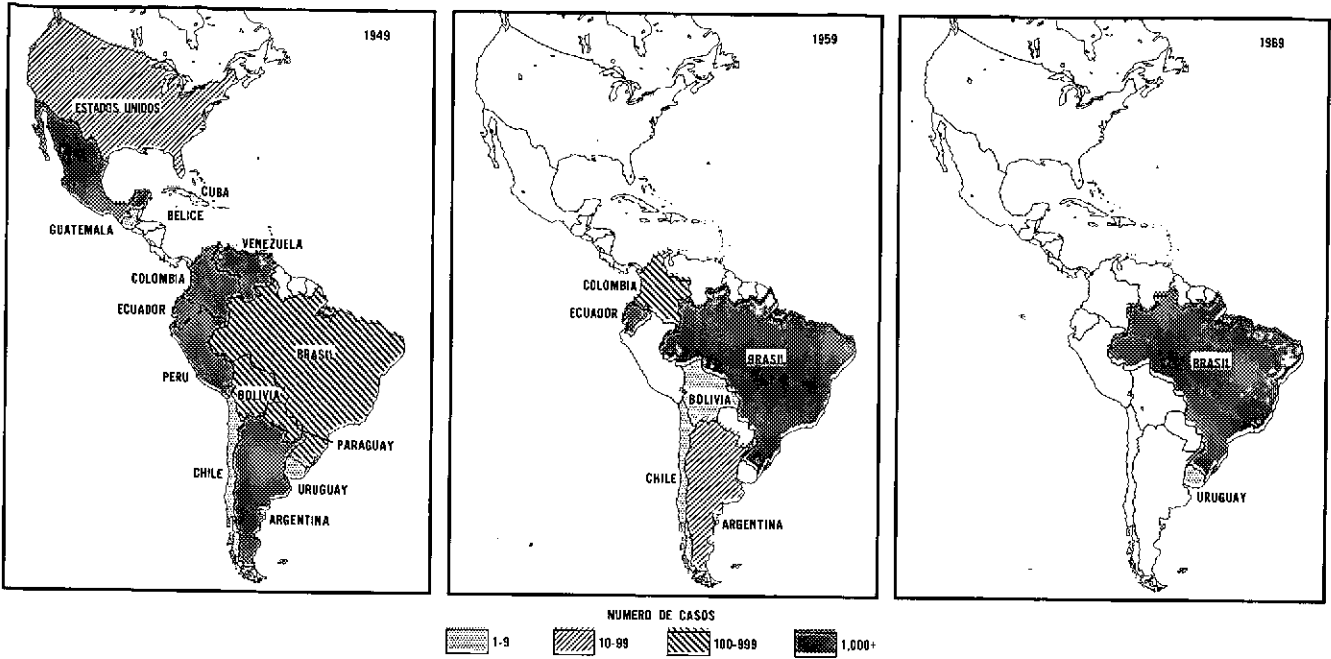 1949
ESTADOS UNIDOS
CUBA
BELICE
GUATEMALA
VENEZUELA
COLOMBIA
ECUADOR
BRASIL
PERU
BOLIVIA
PARAGUAY
CHILE
URUGUAY
ARGENTINA
1959
COLOMBIA
ECUADOR
BRASIL
BOLIVIA
CHILE
ARGENTINA
1969
BRASIL
URUGUAY
NUMERO DE CASOS
1-9
10-99
100-999
1,000+